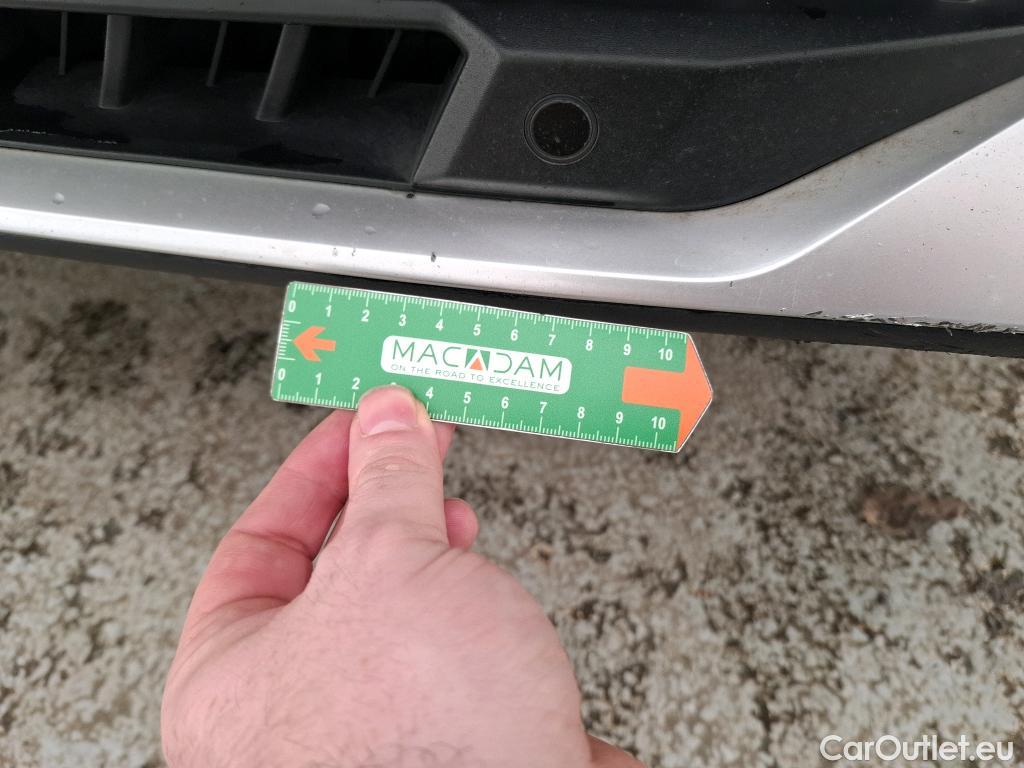 0 1 2 3 4 5 6 7 8 9 10
MACADAM
ON THE ROAD TO EXCELLENCE
0 1 2 3 4 5 6 7 8 9 10
CarOutlet.eu